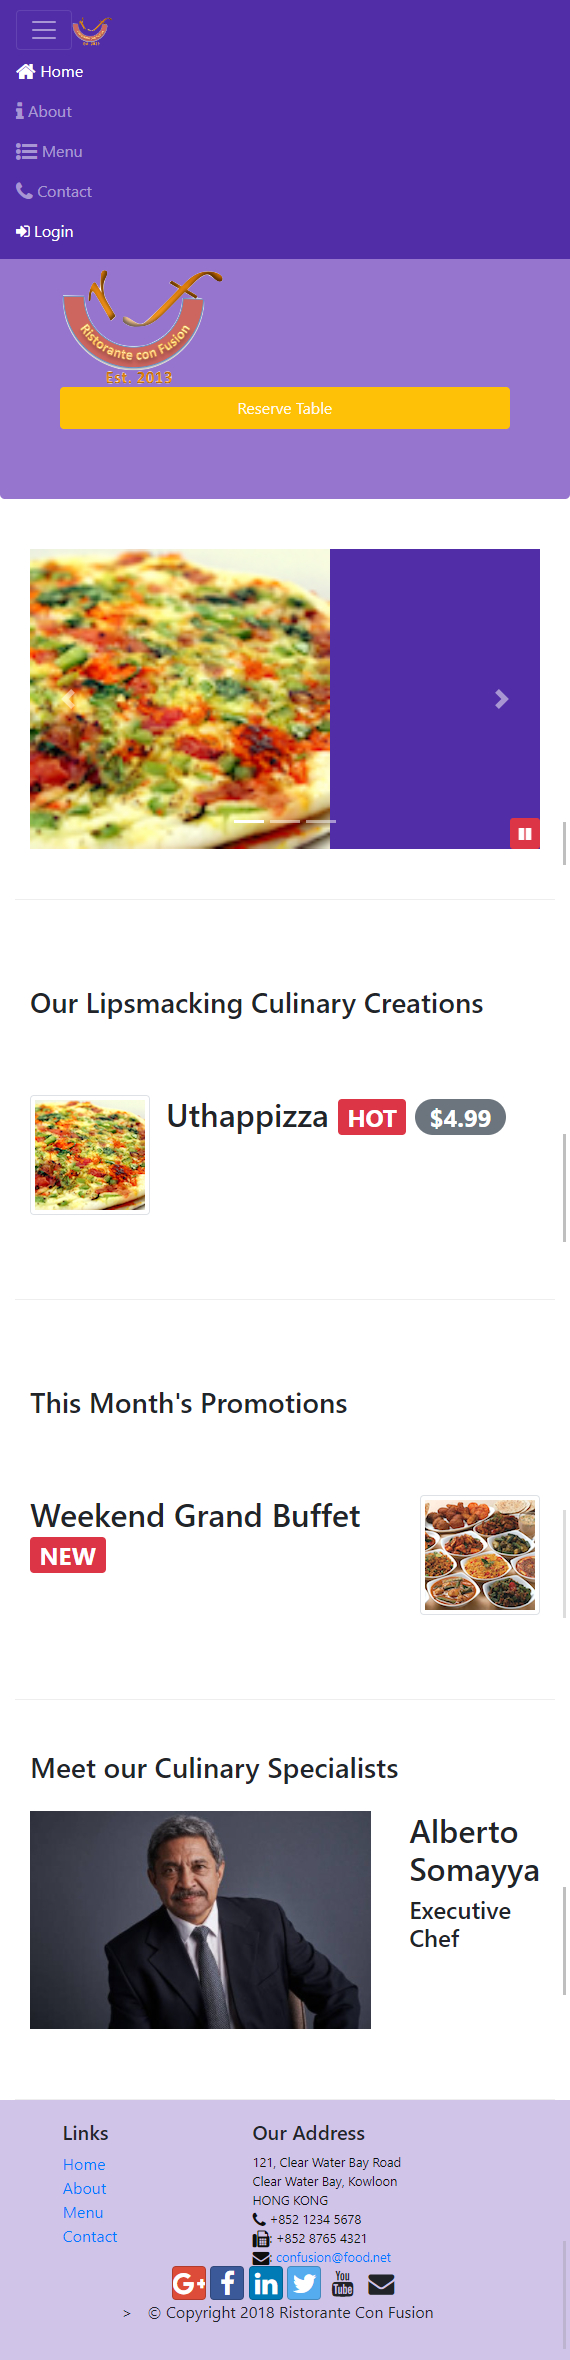 Home
About
Menu
Contact
Login
Ristorante con Fusion
Est. 2013
Reserve Table
Our Lipsmacking Culinary Creations
Uthappizza HOT $4.99
This Month's Promotions
Weekend Grand Buffet
NEW
Meet our Culinary Specialists
Alberto
Somayya
Executive
Chef
Links
Home
About
Menu
Contact
Our Address
121, Clear Water Bay Road
Clear Water Bay, Kowloon
HONG KONG
+852 1234 5678
: +852 8765 4321
: confusion@food.net
G+ f in You Tube
> © Copyright 2018 Ristorante Con Fusion